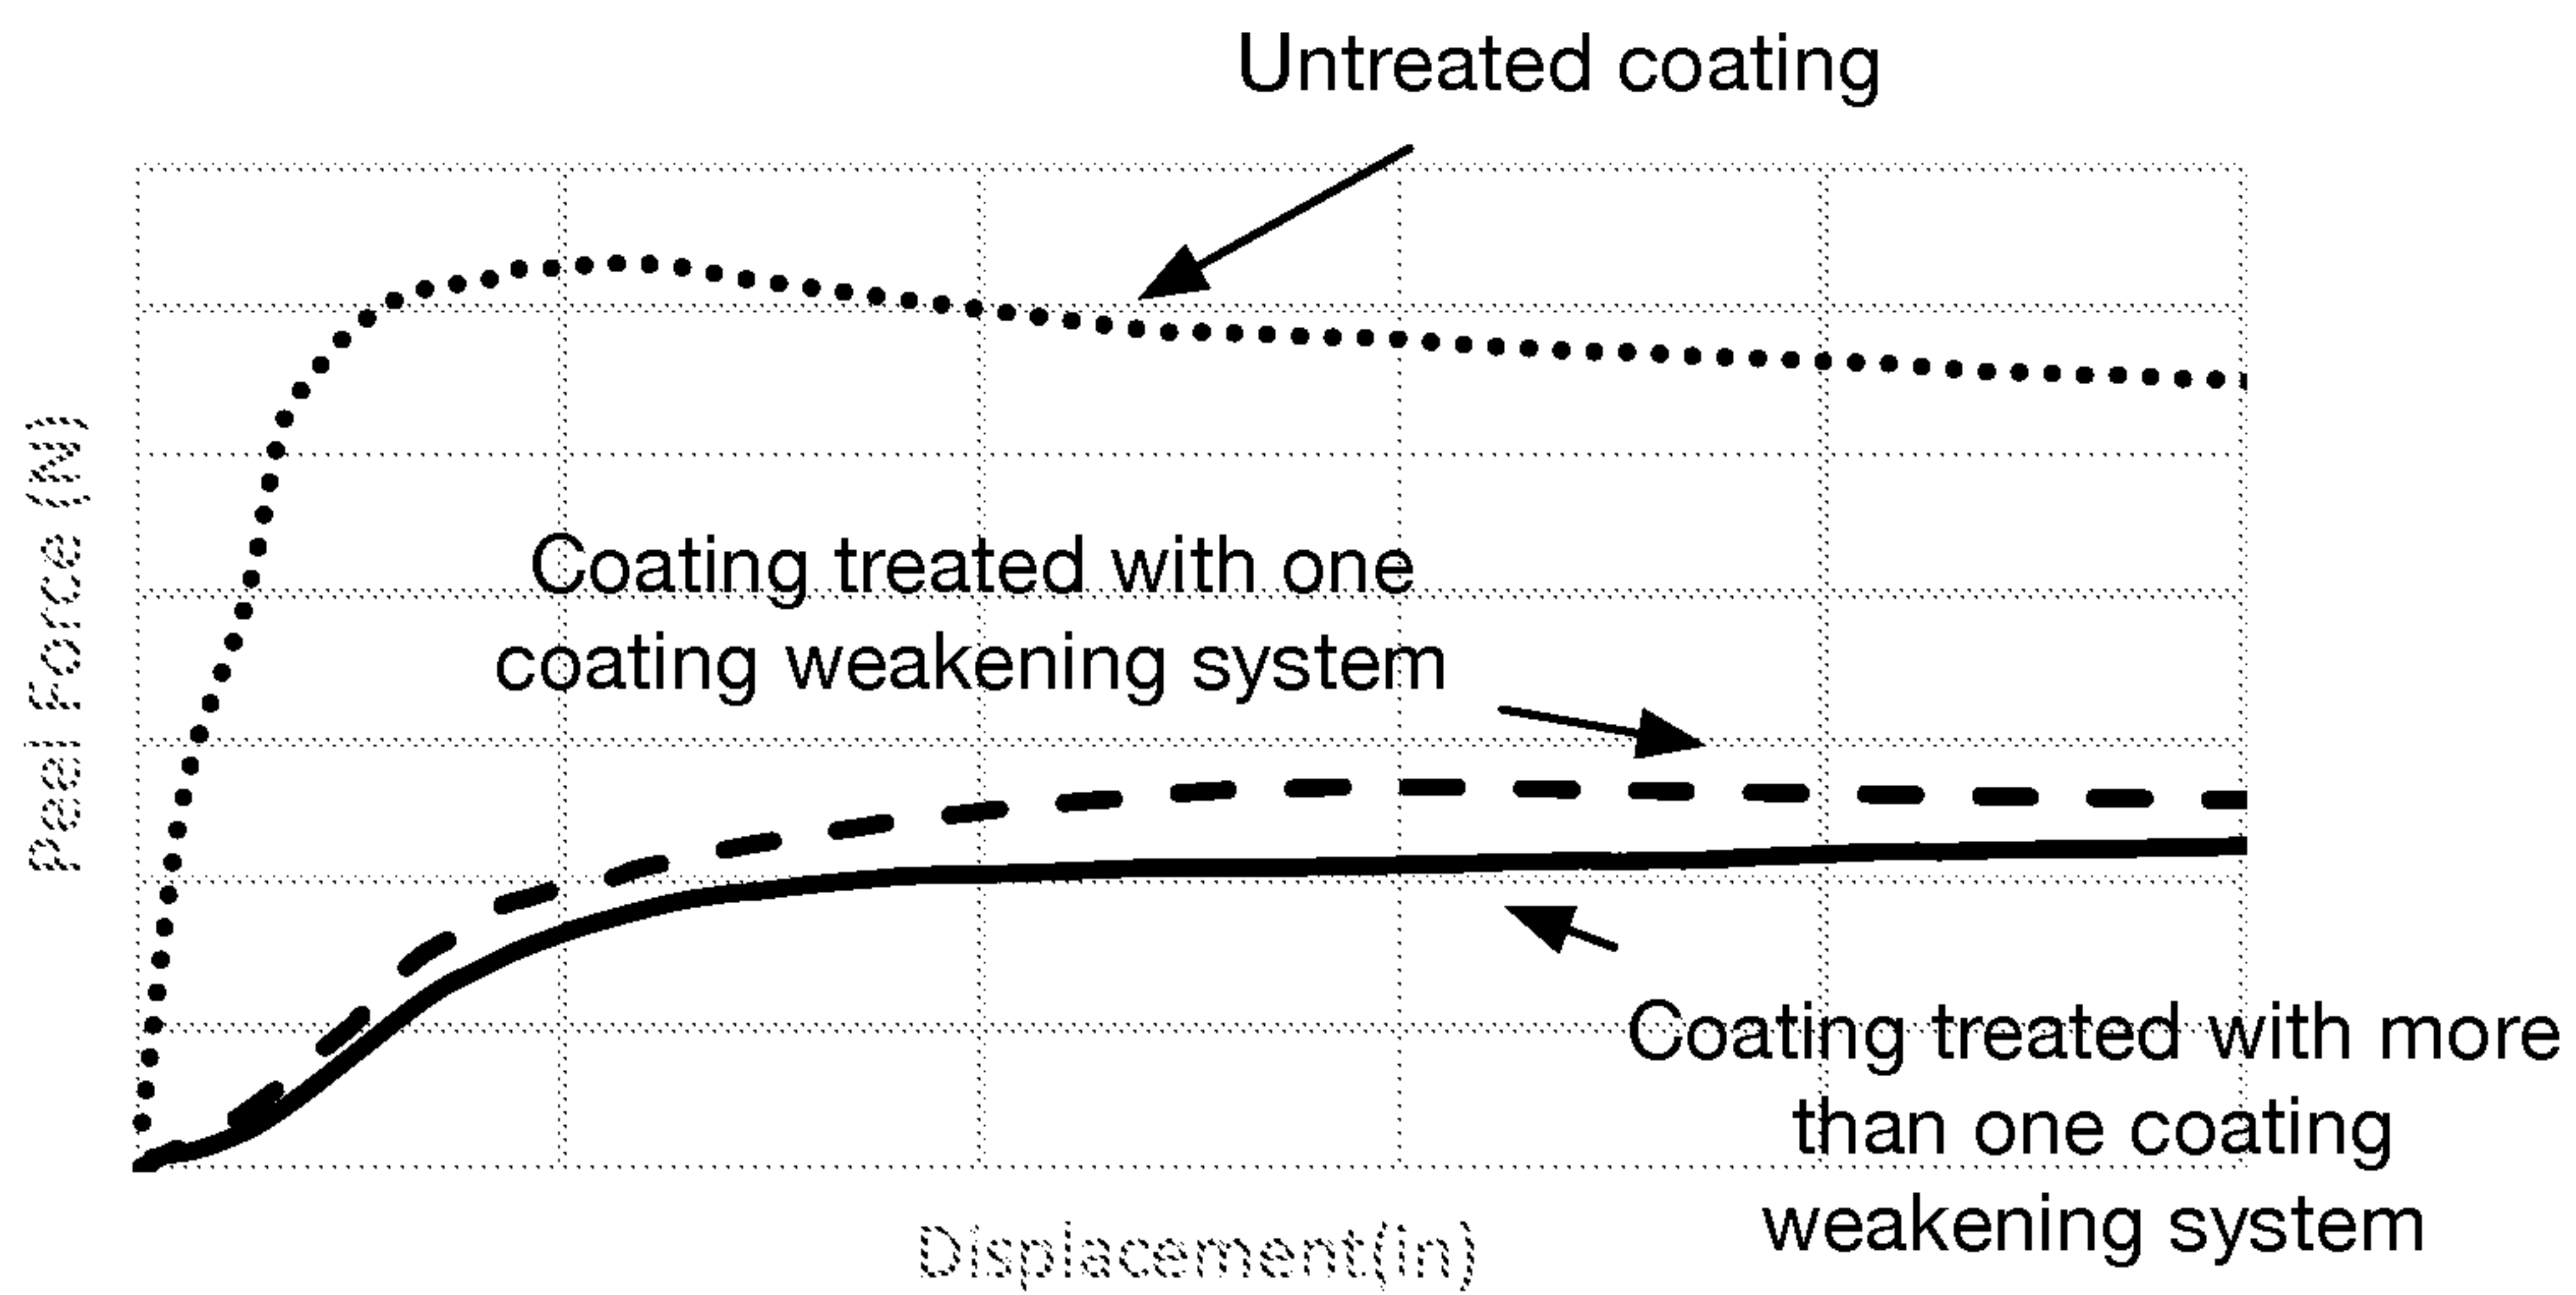 Untreated coating
Peel Force (N)
Coating treated with one
coating weakening system
Coating treated with more
than one coating
weakening system
Displacement(in)